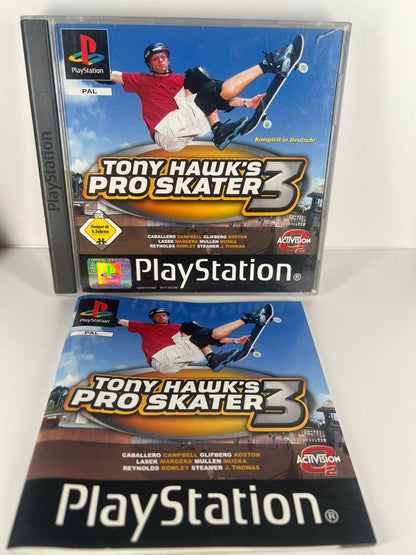 PlayStation
PAL
PlayStation
Komplett in Deutsch!
TONY HAWK'S
PRO SKATER 3
CABALLERO CAMPBELL GLIFBERG KOSTON
LASEK MARGERA MULLEN MUSKA
REYNOLDS ROWLEY STEAMER J. THOMAS
ACTIVISION
O2
PlayStation®
PlayStation
PAL
TONY HAWK'S
PRO SKATER 3
CABALLERO CAMPBELL GLIFBERG KOSTON
LASEK MARGERA MULLEN MUSKA
REYNOLDS ROWLEY STEAMER J. THOMAS
ACTIVISION
O2
PlayStation®